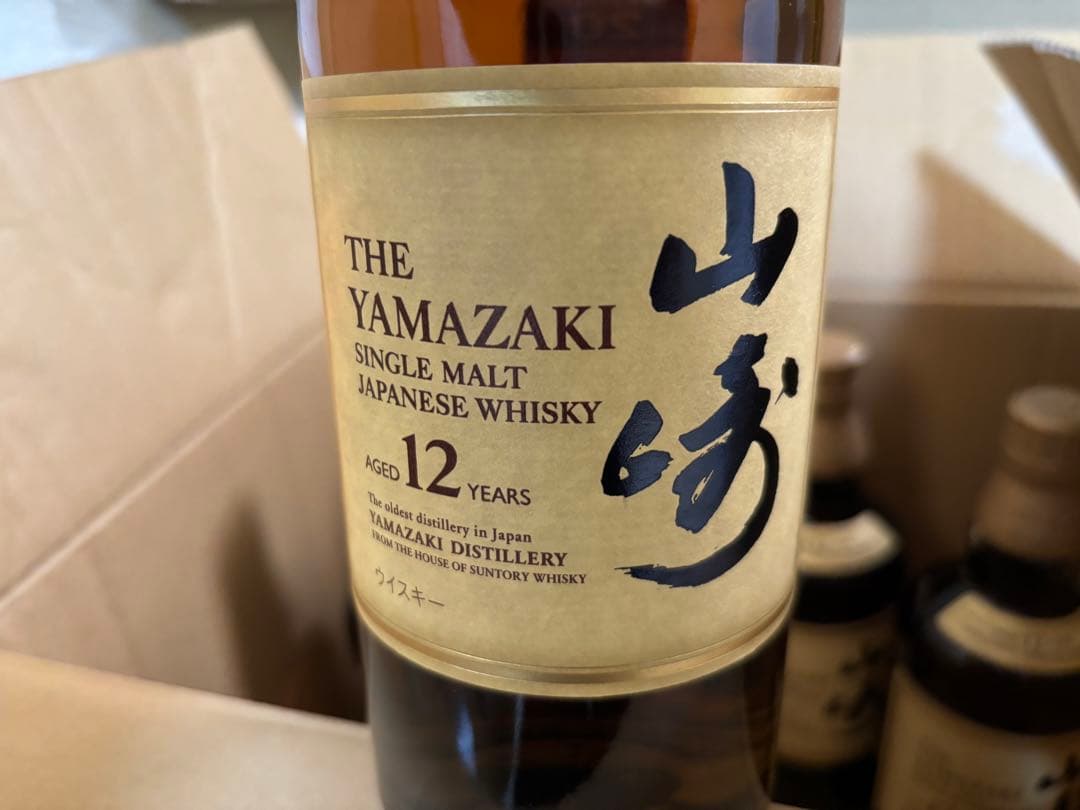 THE
YAMAZAKI
SINGLE MALT
JAPANESE WHISKY
AGED 12 YEARS
The oldest distillery in Japan
YAMAZAKI DISTILLERY
FROM THE HOUSE OF SUNTORY WHISKY
ウイスキー
山崎